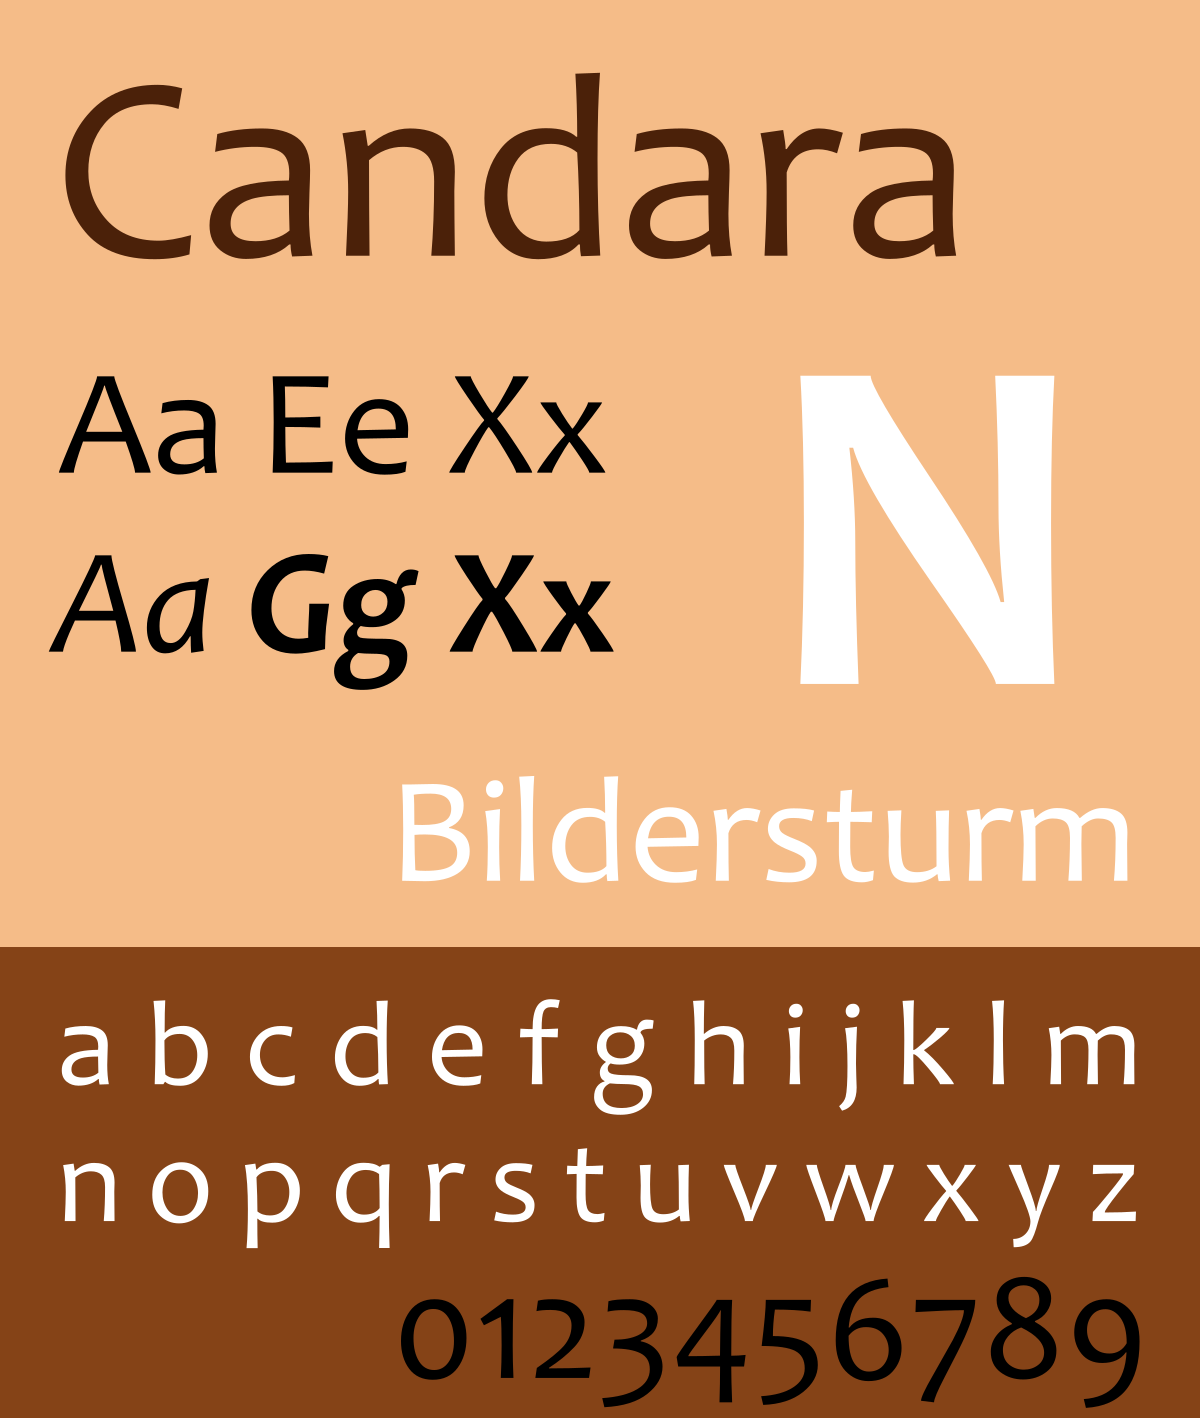 Candara
Aa Ee Xx
Aa Gg Xx
N
Bildersturm
a b c d e f g h i j k l m
n o p q r s t u v w x y z
0123456789